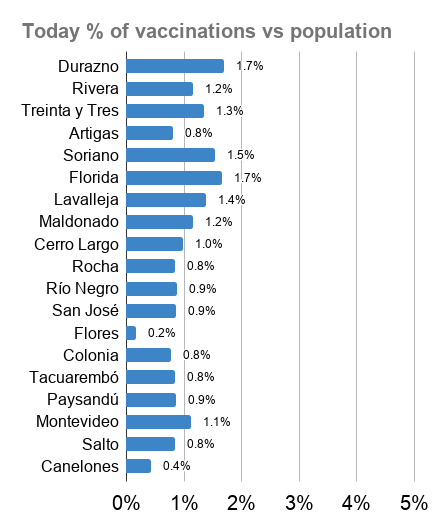 Today % of vaccinations vs population
Durazno 1.7%
Rivera 1.2%
Treinta y Tres 1.3%
Artigas 0.8%
Soriano 1.5%
Florida 1.7%
Lavalleja 1.4%
Maldonado 1.2%
Cerro Largo 1.0%
Rocha 0.8%
Río Negro 0.9%
San José 0.9%
Flores 0.2%
Colonia 0.8%
Tacuarembó 0.8%
Paysandú 0.9%
Montevideo 1.1%
Salto 0.8%
Canelones 0.4%
0% 1% 2% 3% 4% 5%